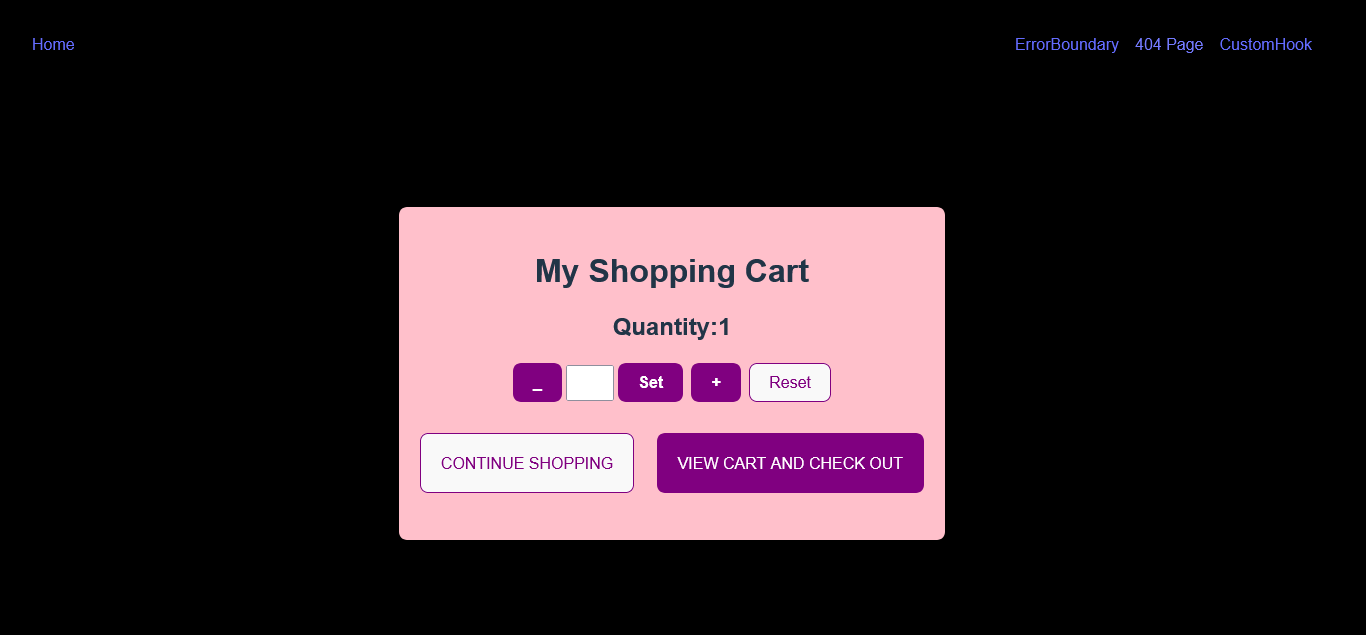 Home ErrorBoundary 404 Page CustomHook
My Shopping Cart
Quantity:1
_ Set + Reset
CONTINUE SHOPPING VIEW CART AND CHECK OUT